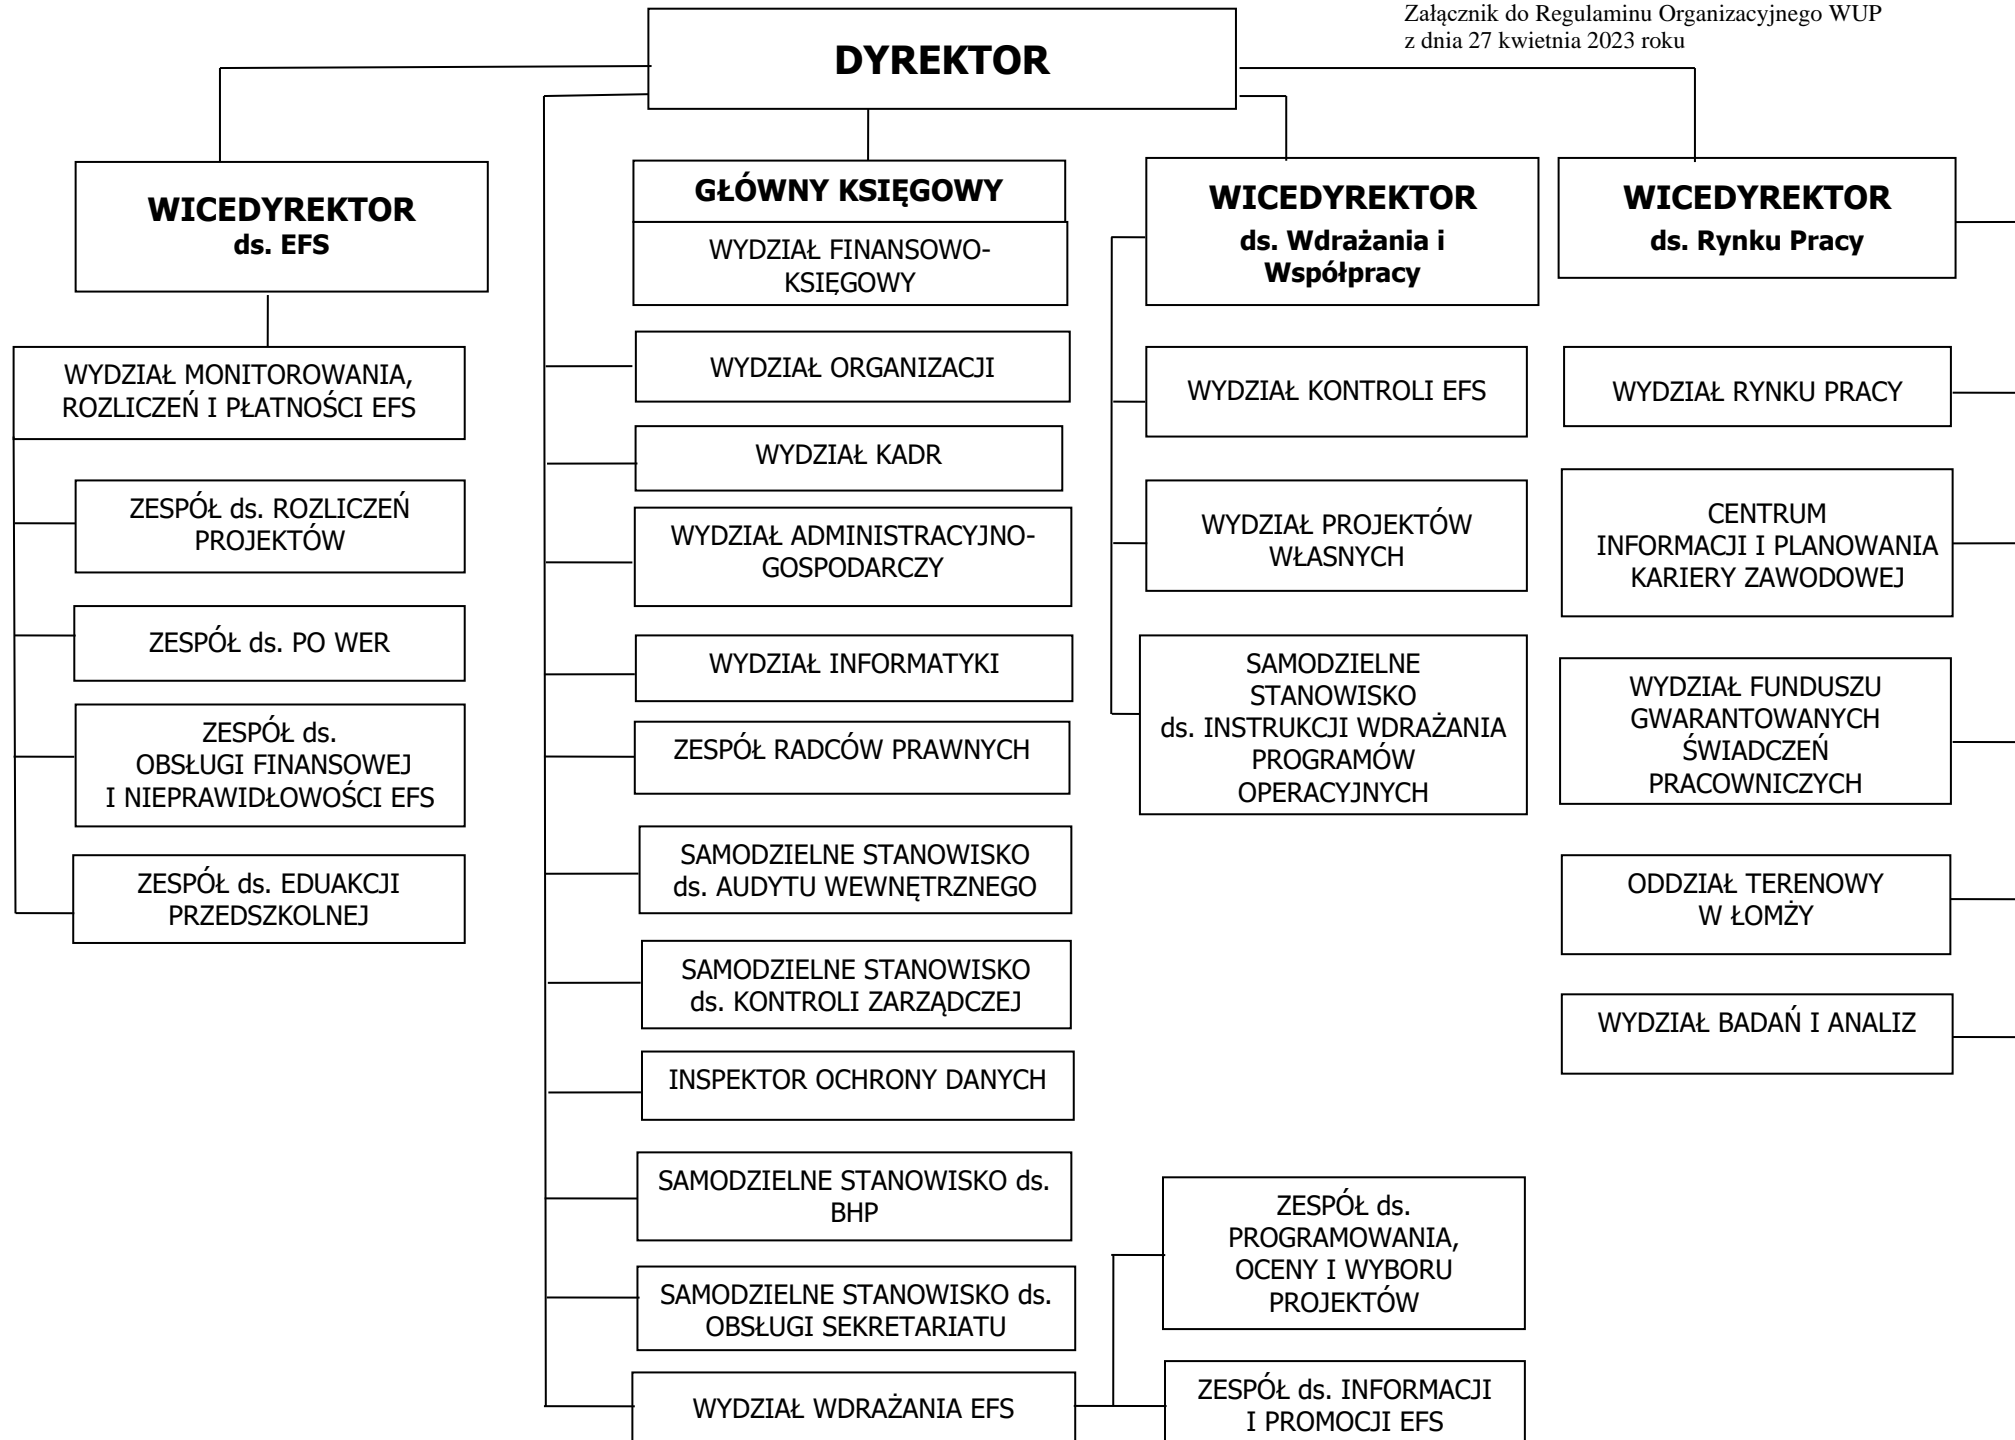 Załącznik do Regulaminu Organizacyjnego WUP
z dnia 27 kwietnia 2023 roku
DYREKTOR
WICEDYREKTOR
ds. EFS
WYDZIAŁ MONITOROWANIA,
ROZLICZEŃ I PŁATNOŚCI EFS
ZESPÓŁ ds. ROZLICZEŃ
PROJEKTÓW
ZESPÓŁ ds. PO WER
ZESPÓŁ ds.
OBSŁUGI FINANSOWEJ
I NIEPRAWIDŁOWOŚCI EFS
ZESPÓŁ ds. EDUAKCJI
PRZEDSZKOLNEJ
GŁÓWNY KSIĘGOWY
WYDZIAŁ FINANSOWO-
KSIĘGOWY
WYDZIAŁ ORGANIZACJI
WYDZIAŁ KADR
WYDZIAŁ ADMINISTRACYJNO-
GOSPODARCZY
WYDZIAŁ INFORMATYKI
ZESPÓŁ RADCÓW PRAWNYCH
SAMODZIELNE STANOWISKO
ds. AUDYTU WEWNĘTRZNEGO
SAMODZIELNE STANOWISKO
ds. KONTROLI ZARZĄDCZEJ
INSPEKTOR OCHRONY DANYCH
SAMODZIELNE STANOWISKO ds.
BHP
SAMODZIELNE STANOWISKO ds.
OBSŁUGI SEKRETARIATU
WYDZIAŁ WDRAŻANIA EFS
ZESPÓŁ ds.
PROGRAMOWANIA,
OCENY I WYBORU
PROJEKTÓW
ZESPÓŁ ds. INFORMACJI
I PROMOCJI EFS
WICEDYREKTOR
ds. Wdrażania i
Współpracy
WYDZIAŁ KONTROLI EFS
WYDZIAŁ PROJEKTÓW
WŁASNYCH
SAMODZIELNE
STANOWISKO
ds. INSTRUKCJI WDRAŻANIA
PROGRAMÓW
OPERACYJNYCH
WICEDYREKTOR
ds. Rynku Pracy
WYDZIAŁ RYNKU PRACY
CENTRUM
INFORMACJI I PLANOWANIA
KARIERY ZAWODOWEJ
WYDZIAŁ FUNDUSZU
GWARANTOWANYCH
ŚWIADCZEŃ
PRACOWNICZYCH
ODDZIAŁ TERENOWY
W ŁOMŻY
WYDZIAŁ BADAŃ I ANALIZ